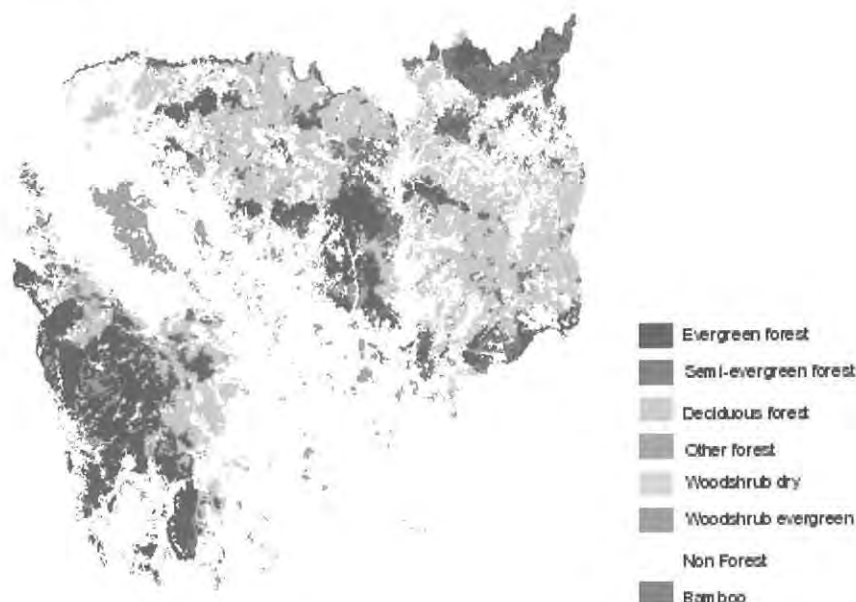 Evergreen forest
Semi-evergreen forest
Deciduous forest
Other forest
Woodshrub dry
Woodshrub evergreen
Non Forest
Bamboo